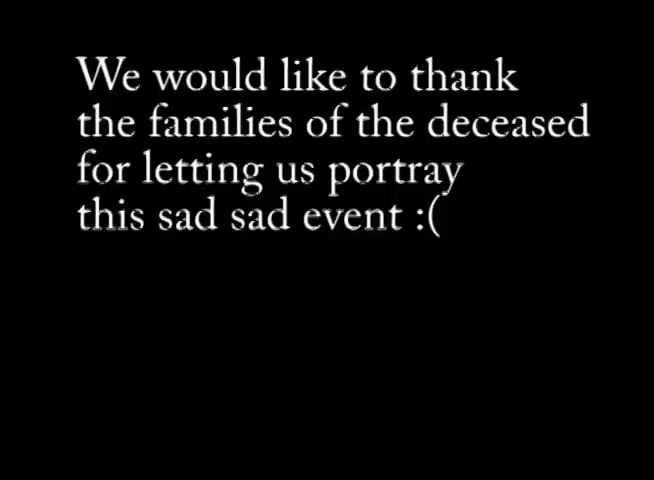 We would like to thank
the families of the deceased
for letting us portray
this sad sad event :(